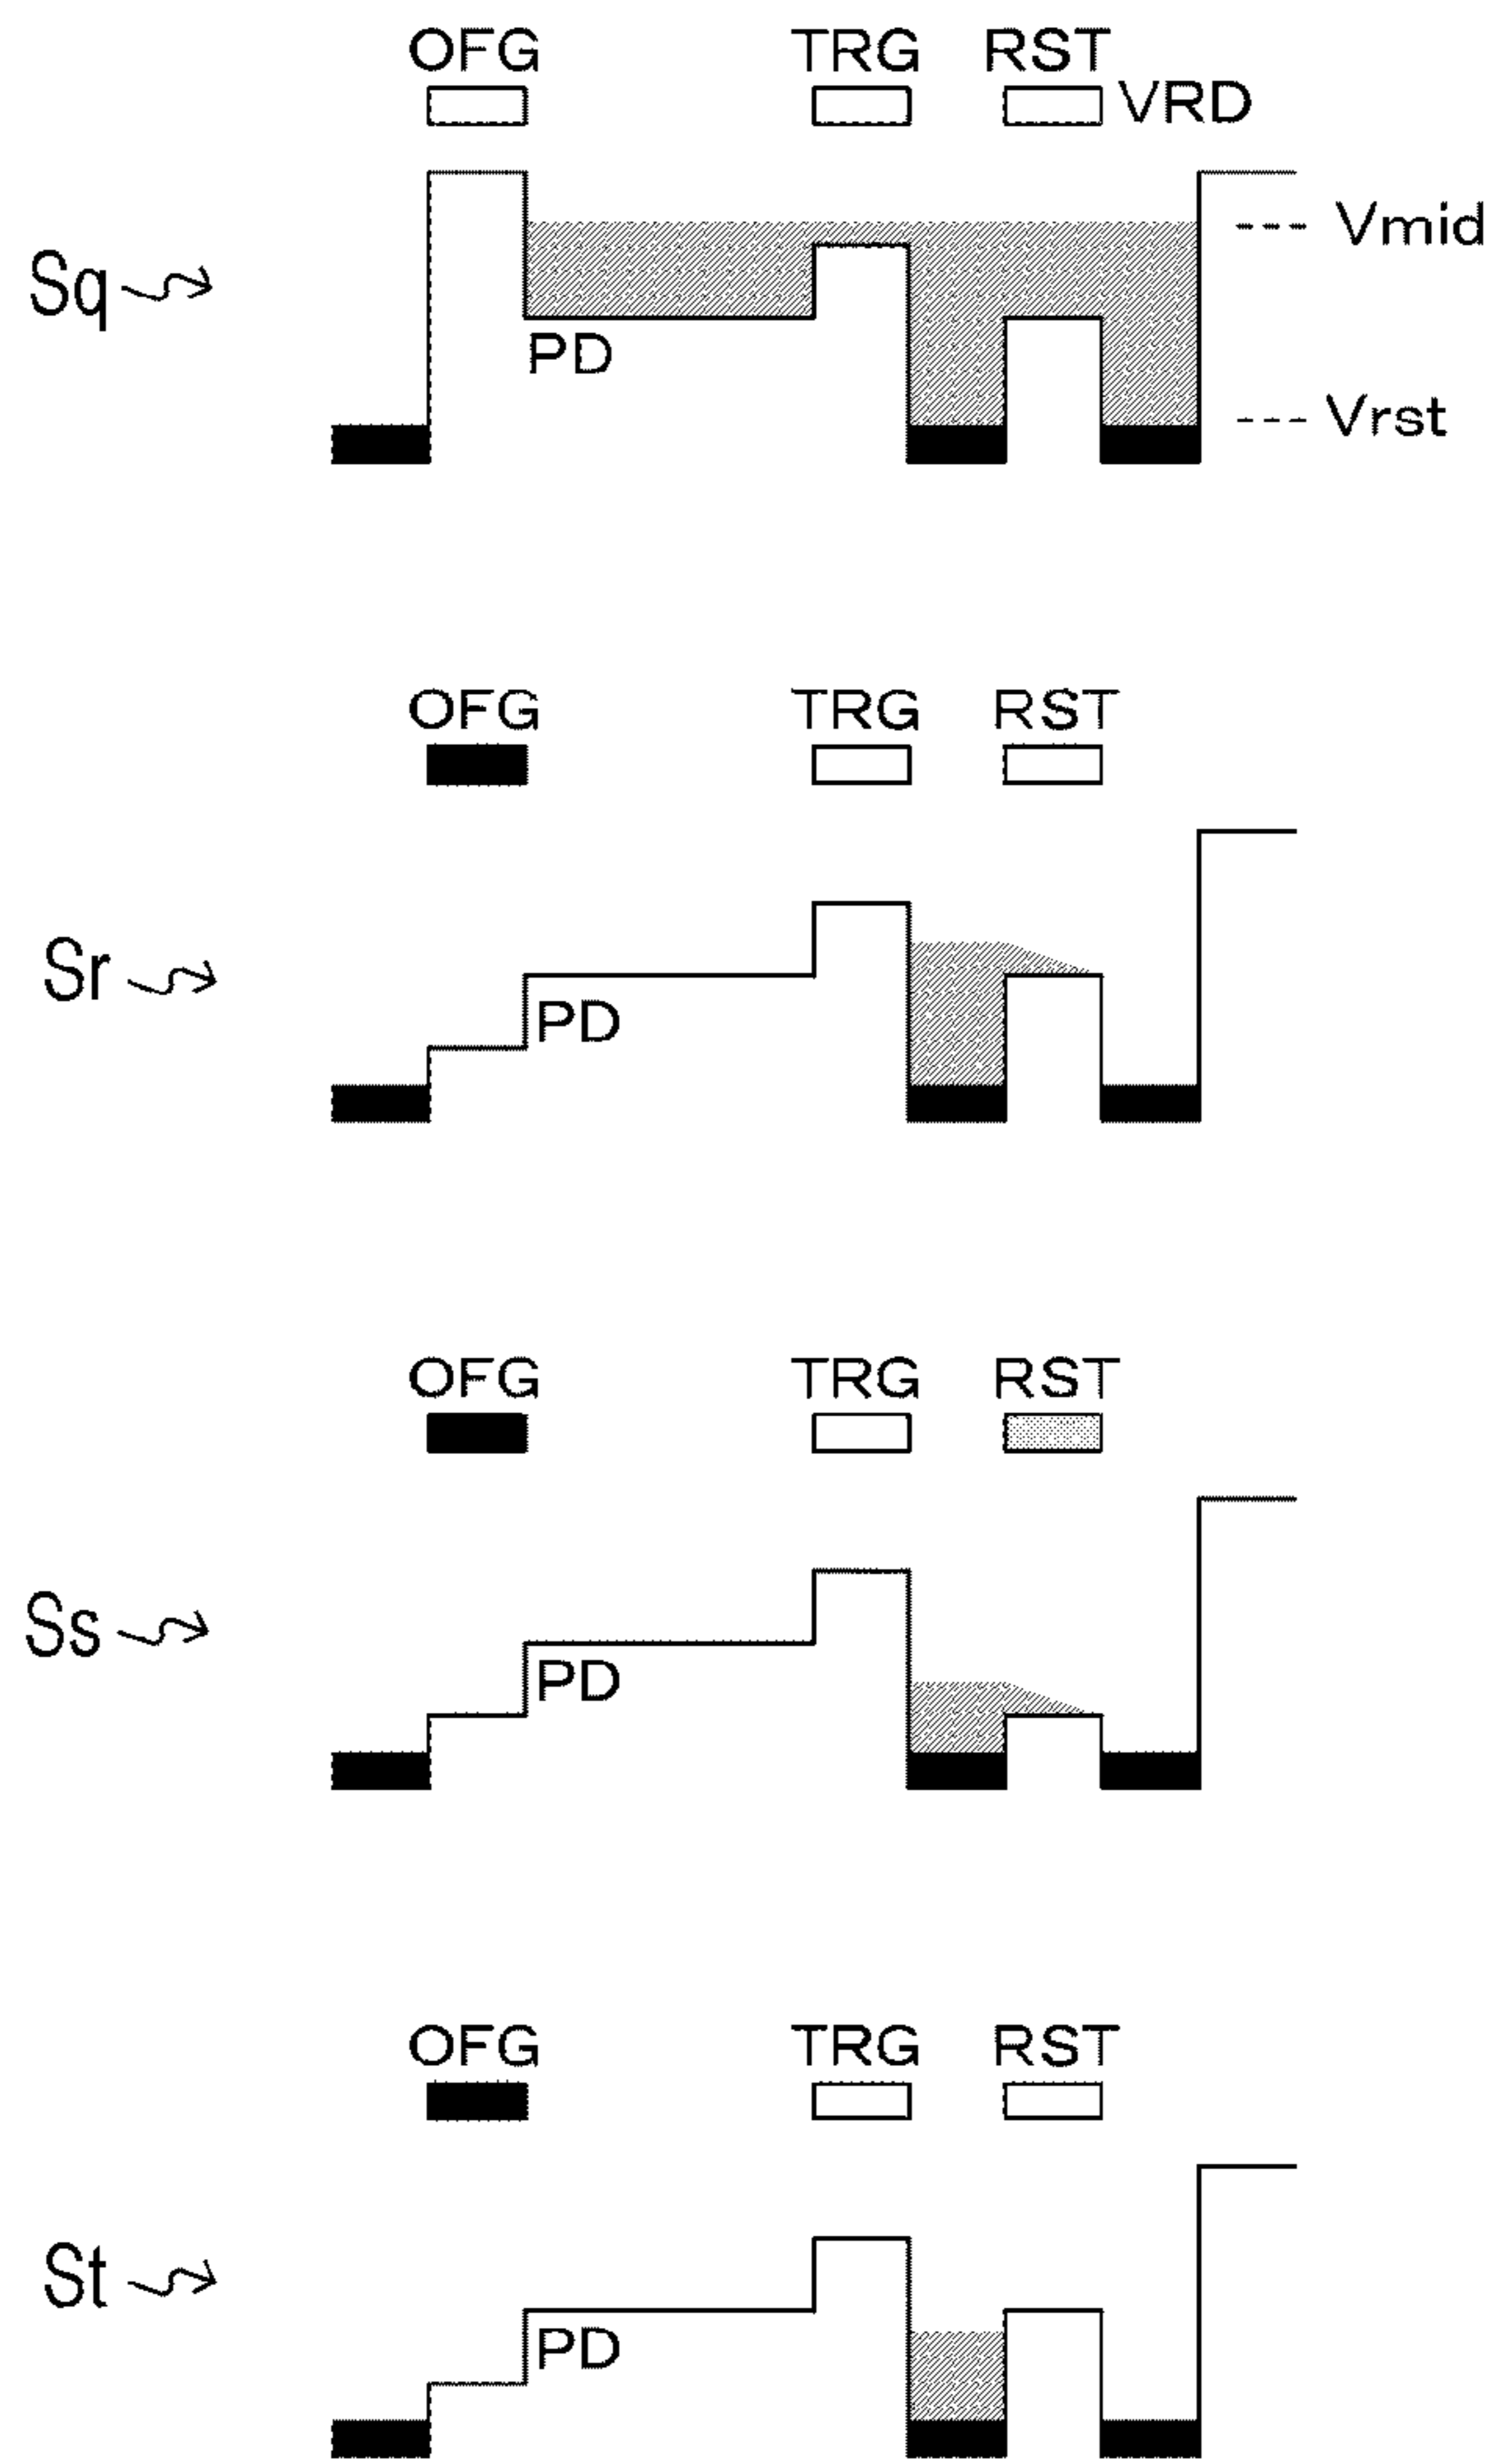 OFG TRG RST
VRD
Vmid
Sq
PD
Vrst
OFG TRG RST
Sr
PD
OFG TRG RST
Ss
PD
OFG TRG RST
St
PD